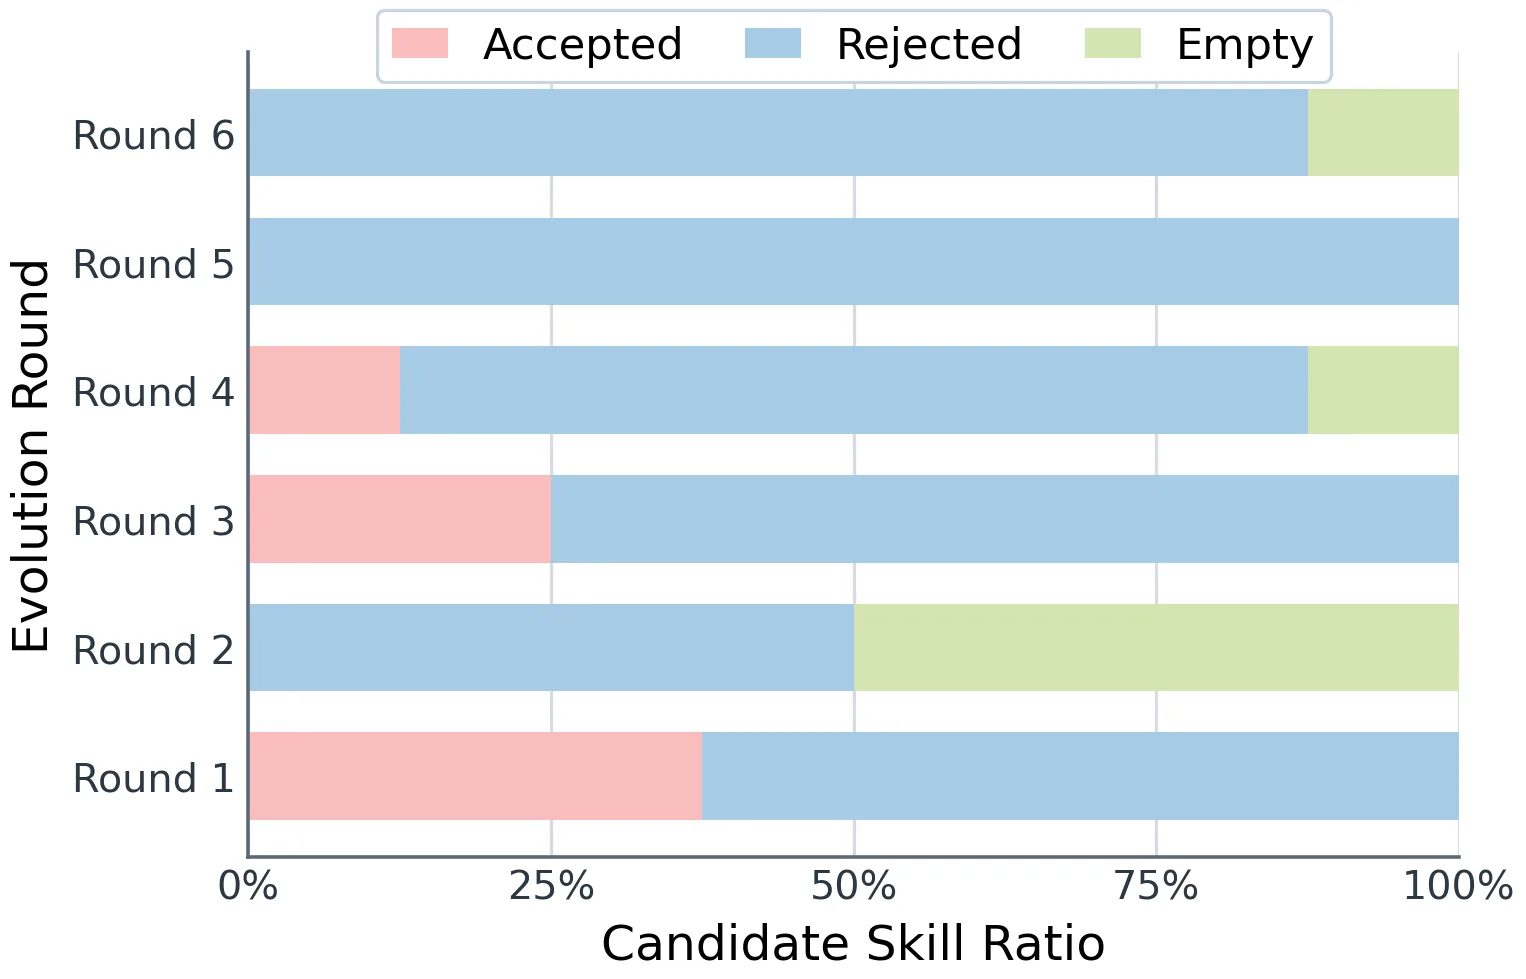 Accepted Rejected Empty
Round 6
Round 5
Round 4
Round 3
Round 2
Round 1
Evolution Round
0% 25% 50% 75% 100%
Candidate Skill Ratio